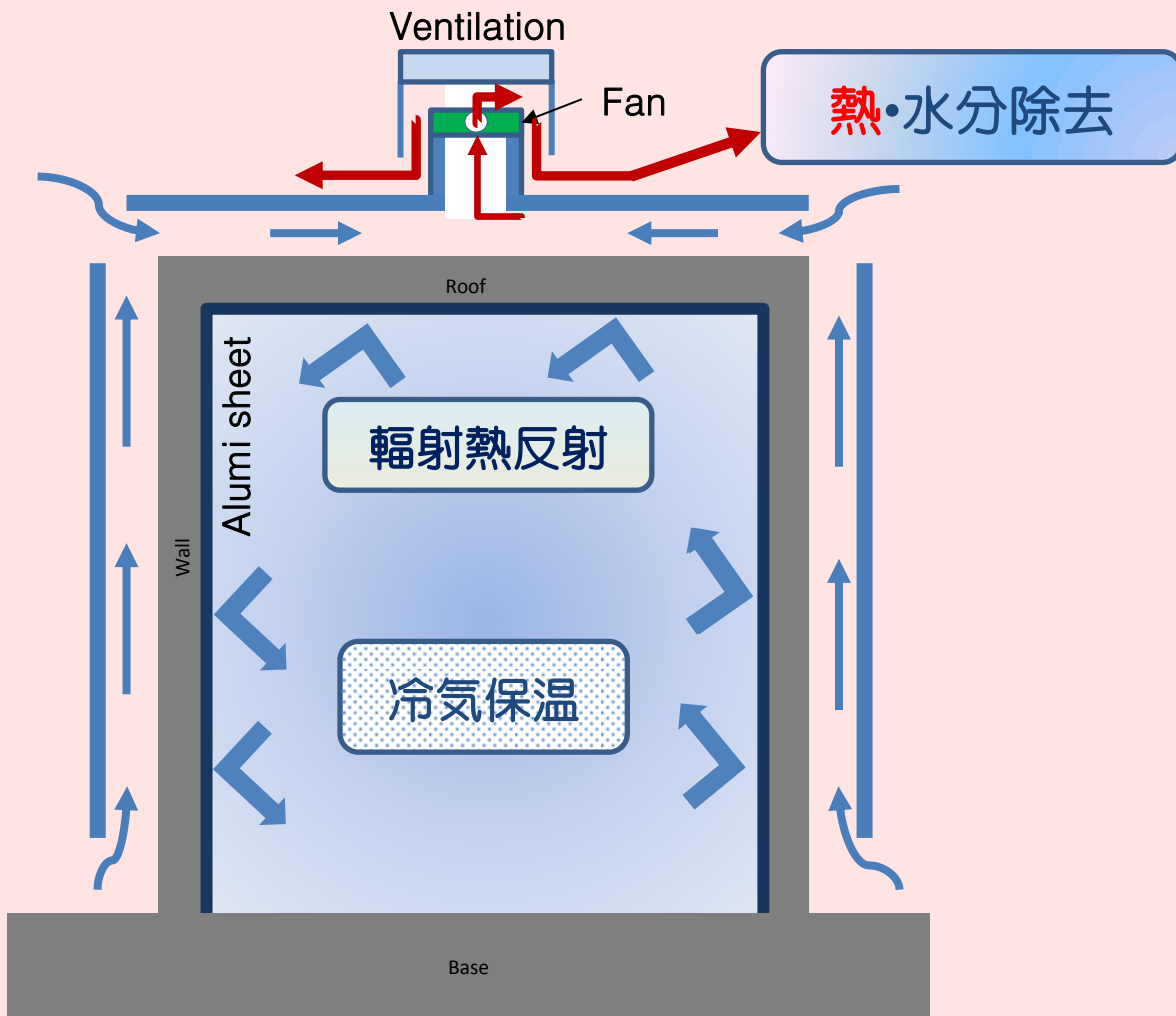 Ventilation
Fan
熱・水分除去
Roof
Alumi sheet
輻射熱反射
Wall
冷気保温
Base